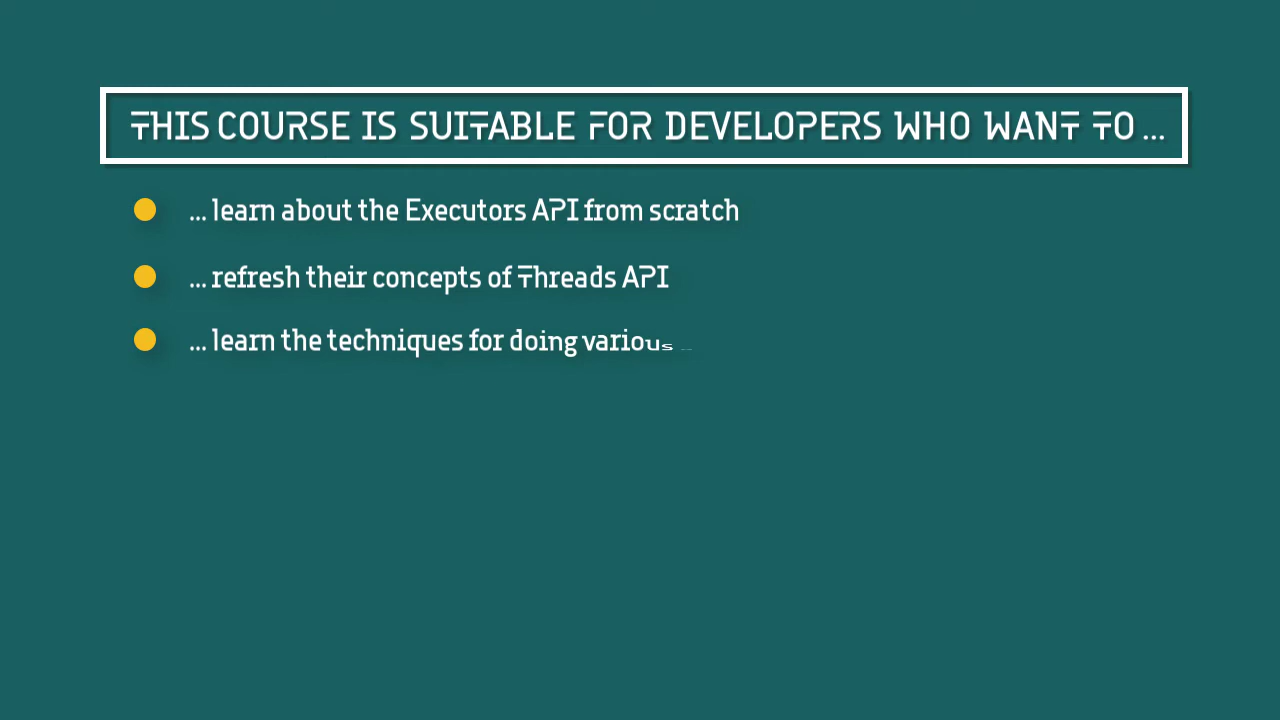 THIS COURSE IS SUITABLE FOR DEVELOPERS WHO WANT TO ...
... learn about the Executors API from scratch
... refresh their concepts of Threads API
... learn the techniques for doing various